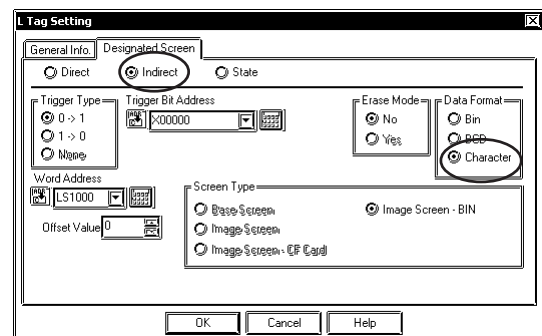 L Tag Setting
General Info. Designated Screen
Direct Indirect State
Trigger Type Trigger Bit Address Erase Mode Data Format
0 -> 1 X00000 No Bin
1 -> 0 Yes BCD
None Character
Word Address
LS1000 Screen Type
Base Screen Image Screen - BIN
Offset Value 0 Image Screen
Image Screen - CF Card
OK Cancel Help